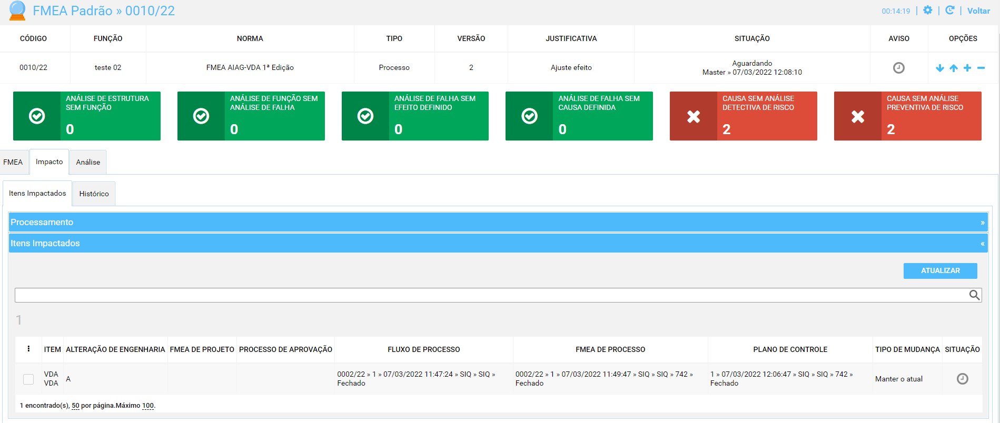 FMEA Padrão » 0010/22
00:14:19 | | | Voltar
CÓDIGO FUNÇÃO NORMA TIPO VERSÃO JUSTIFICATIVA SITUAÇÃO AVISO OPÇÕES
0010/22 teste 02 FMEA AIAG-VDA 1ª Edição Processo 2 Ajuste efeito Aguardando
Master » 07/03/2022 12:08:10
ANÁLISE DE ESTRUTURA
SEM FUNÇÃO
0
ANÁLISE DE FUNÇÃO SEM
ANÁLISE DE FALHA
0
ANÁLISE DE FALHA SEM
EFEITO DEFINIDO
0
ANÁLISE DE FALHA SEM
CAUSA DEFINIDA
0
CAUSA SEM ANÁLISE
DETECTIVA DE RISCO
2
CAUSA SEM ANÁLISE
PREVENTIVA DE RISCO
2
FMEA Impacto Análise
Itens Impactados Histórico
Processamento »
Itens Impactados «
ATUALIZAR
1
ITEM ALTERAÇÃO DE ENGENHARIA FMEA DE PROJETO PROCESSO DE APROVAÇÃO FLUXO DE PROCESSO FMEA DE PROCESSO PLANO DE CONTROLE TIPO DE MUDANÇA SITUAÇÃO
VDA
VDA
A
0002/22 » 1 » 07/03/2022 11:47:24 » SIQ » SIQ »
Fechado
0002/22 » 1 » 07/03/2022 11:49:47 » SIQ » SIQ » 742 »
Fechado
1 » 07/03/2022 12:06:47 » SIQ » SIQ » 742 »
Fechado
Manter o atual
1 encontrado(s), 50 por página.Máximo 100.